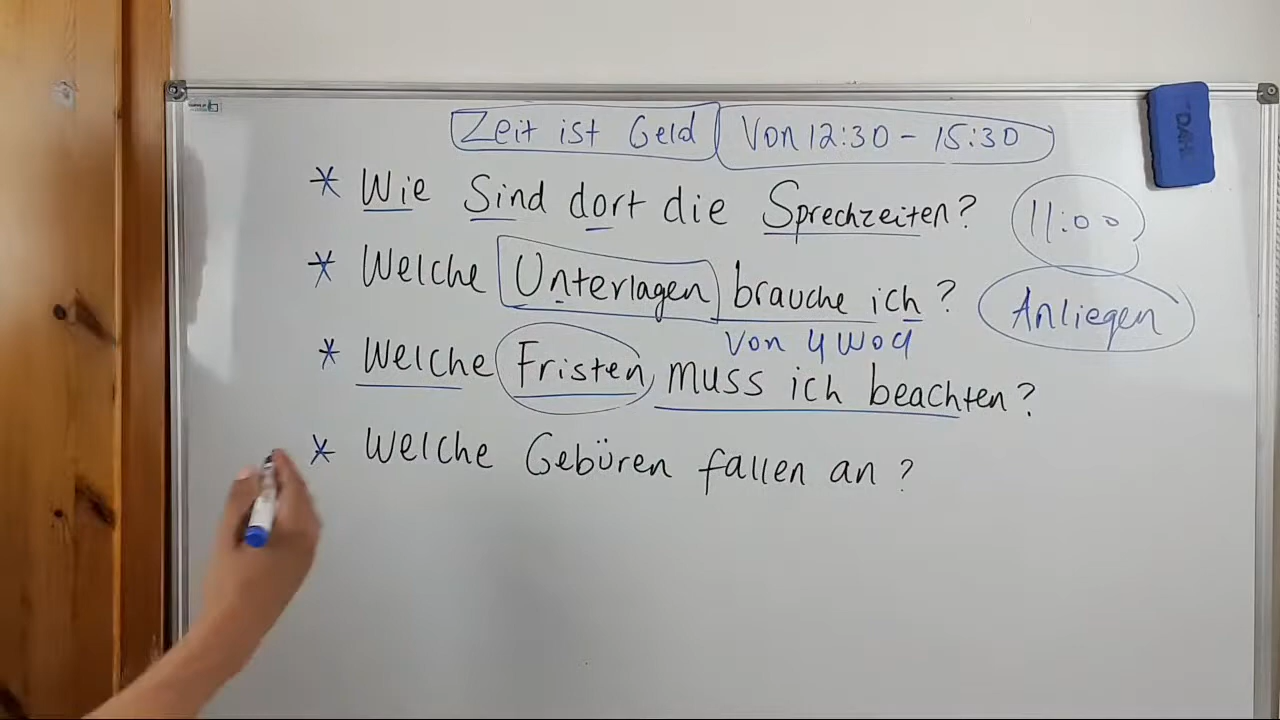 Zeit ist Geld Von 12:30 - 15:30
* Wie Sind dort die Sprechzeiten?
11:00
* Welche Unterlagen brauche ich?
Anliegen
Von 4 Wo
* Welche Fristen muss ich beachten?
* Welche Gebüren fallen an?
DAHL